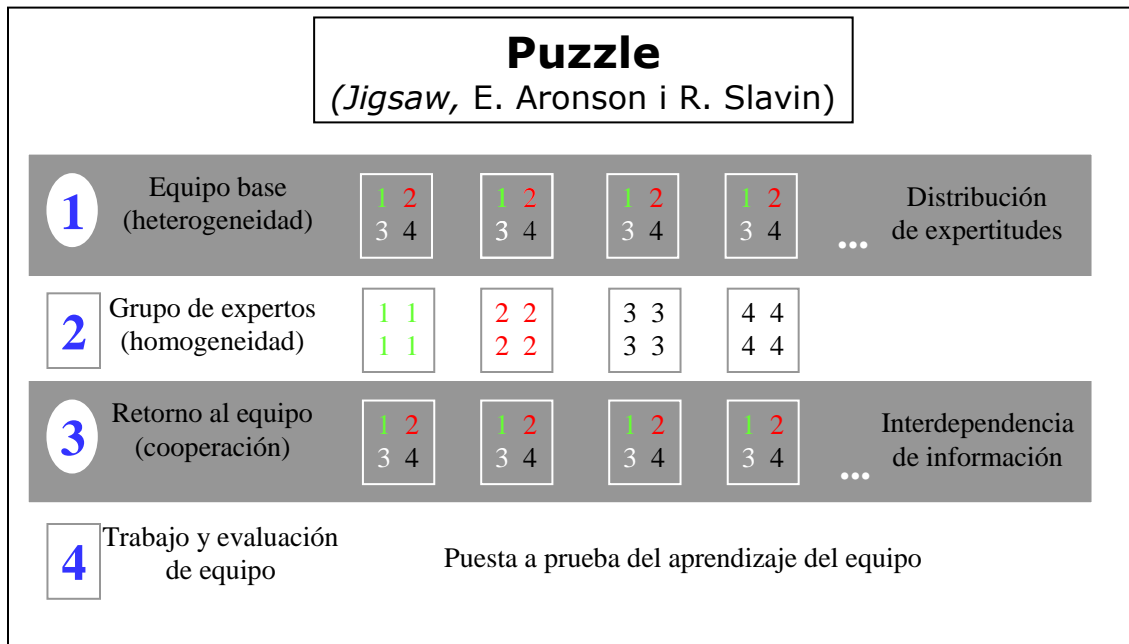 Puzzle
(Jigsaw, E. Aronson i R. Slavin)
1
Equipo base
(heterogeneidad)
1 2 1 2 1 2 1 2
3 4 3 4 3 4 3 4
...
Distribución
de expertitudes
2
Grupo de expertos
(homogeneidad)
1 1 2 2 3 3 4 4
1 1 2 2 3 3 4 4
3
Retorno al equipo
(cooperación)
1 2 1 2 1 2 1 2
3 4 3 4 3 4 3 4
...
Interdependencia
de información
4
Trabajo y evaluación
de equipo
Puesta a prueba del aprendizaje del equipo